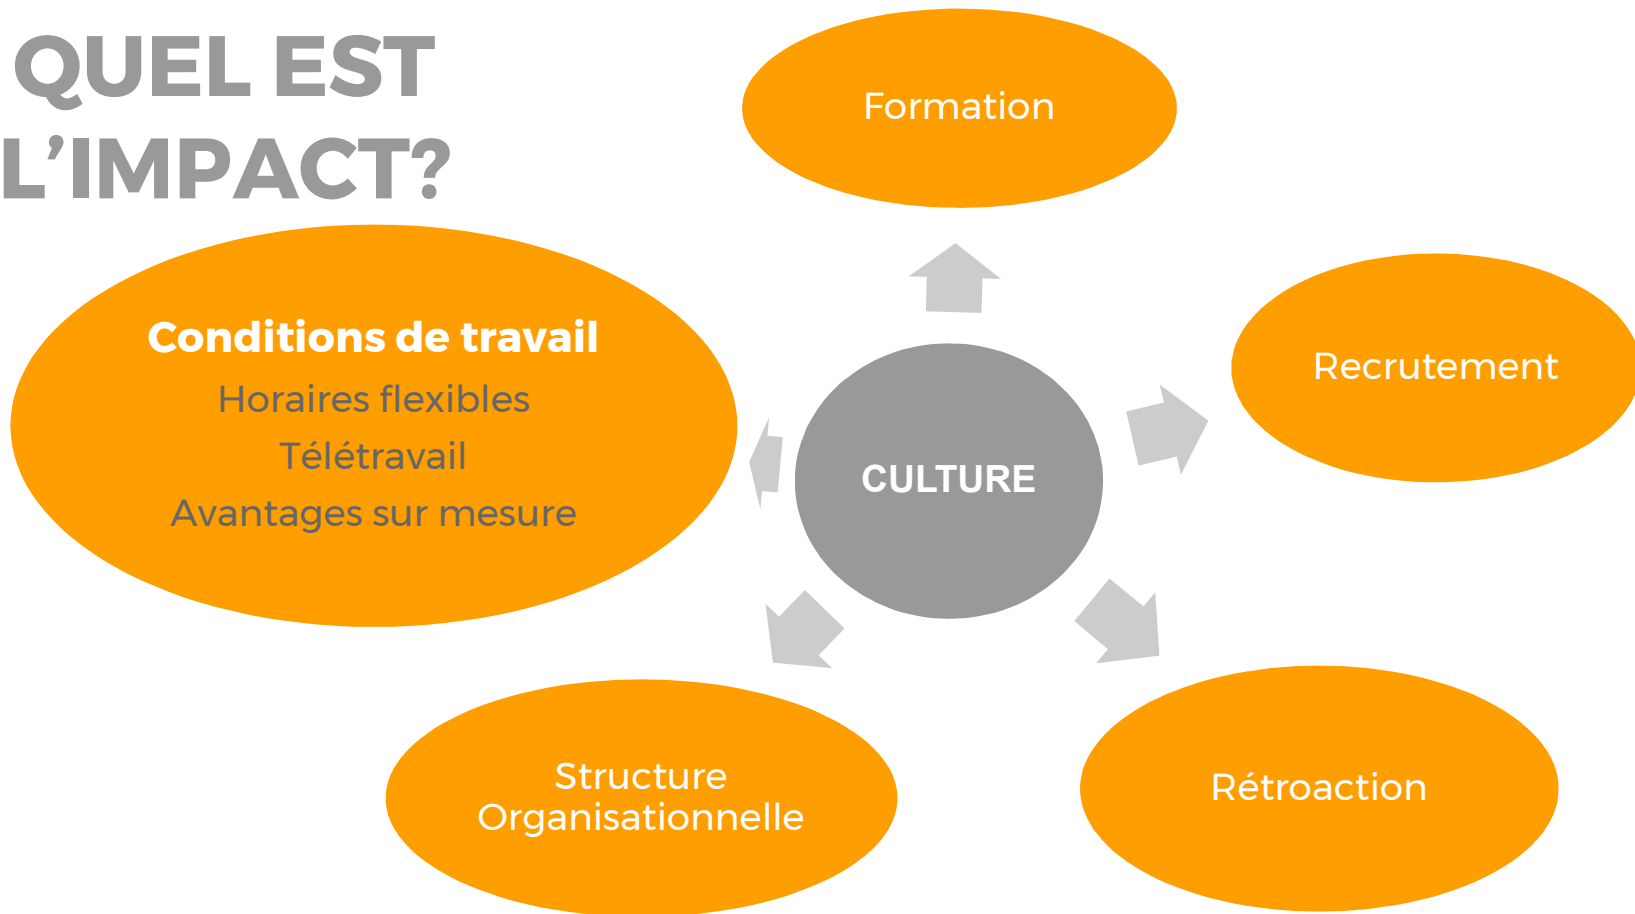 QUEL EST
L’IMPACT?
Formation
Recrutement
Conditions de travail
Horaires flexibles
Télétravail
Avantages sur mesure
CULTURE
Structure
Organisationnelle
Rétroaction